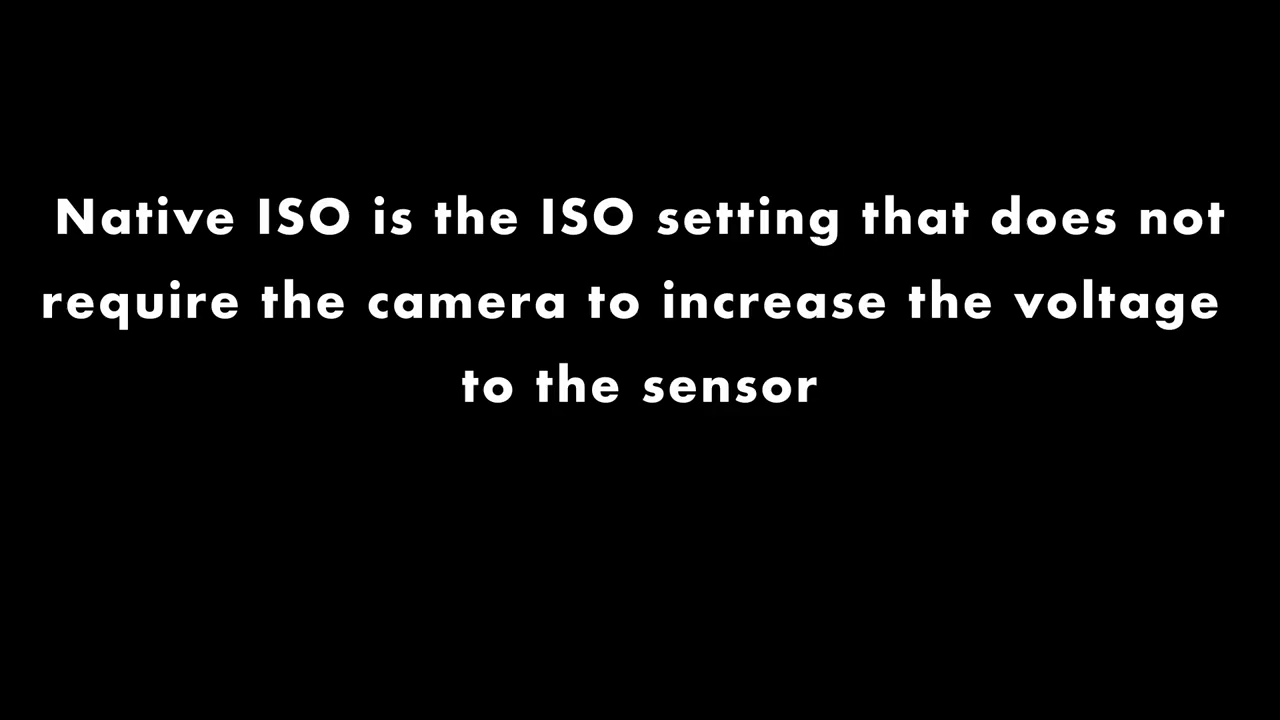 Native ISO is the ISO setting that does not
require the camera to increase the voltage
to the sensor